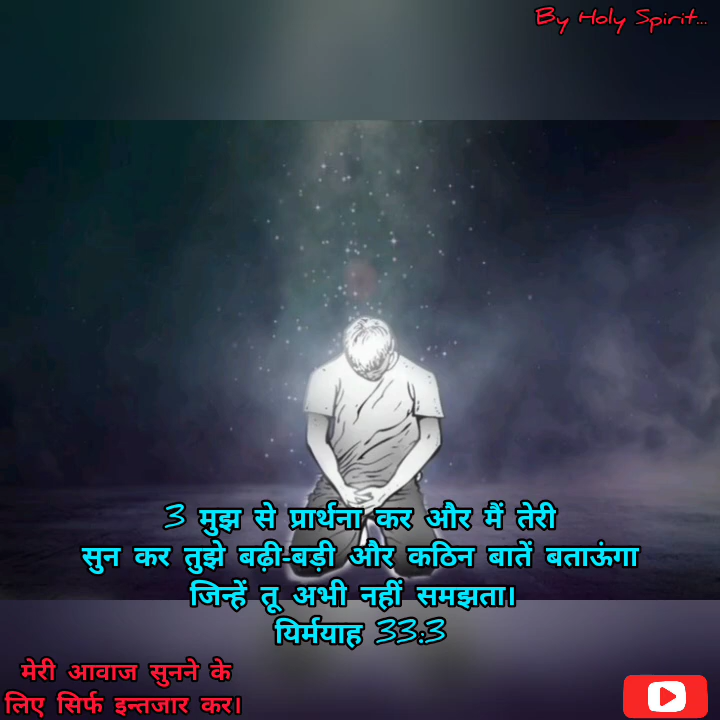 By Holy Spirit...
3 मुझ से प्रार्थना कर और मैं तेरी
सुन कर तुझे बढ़ी-बड़ी और कठिन बातें बताऊंगा
जिन्हें तू अभी नहीं समझता।
यिर्मयाह 33:3
मेरी आवाज सुनने के
लिए सिर्फ इन्तजार कर।